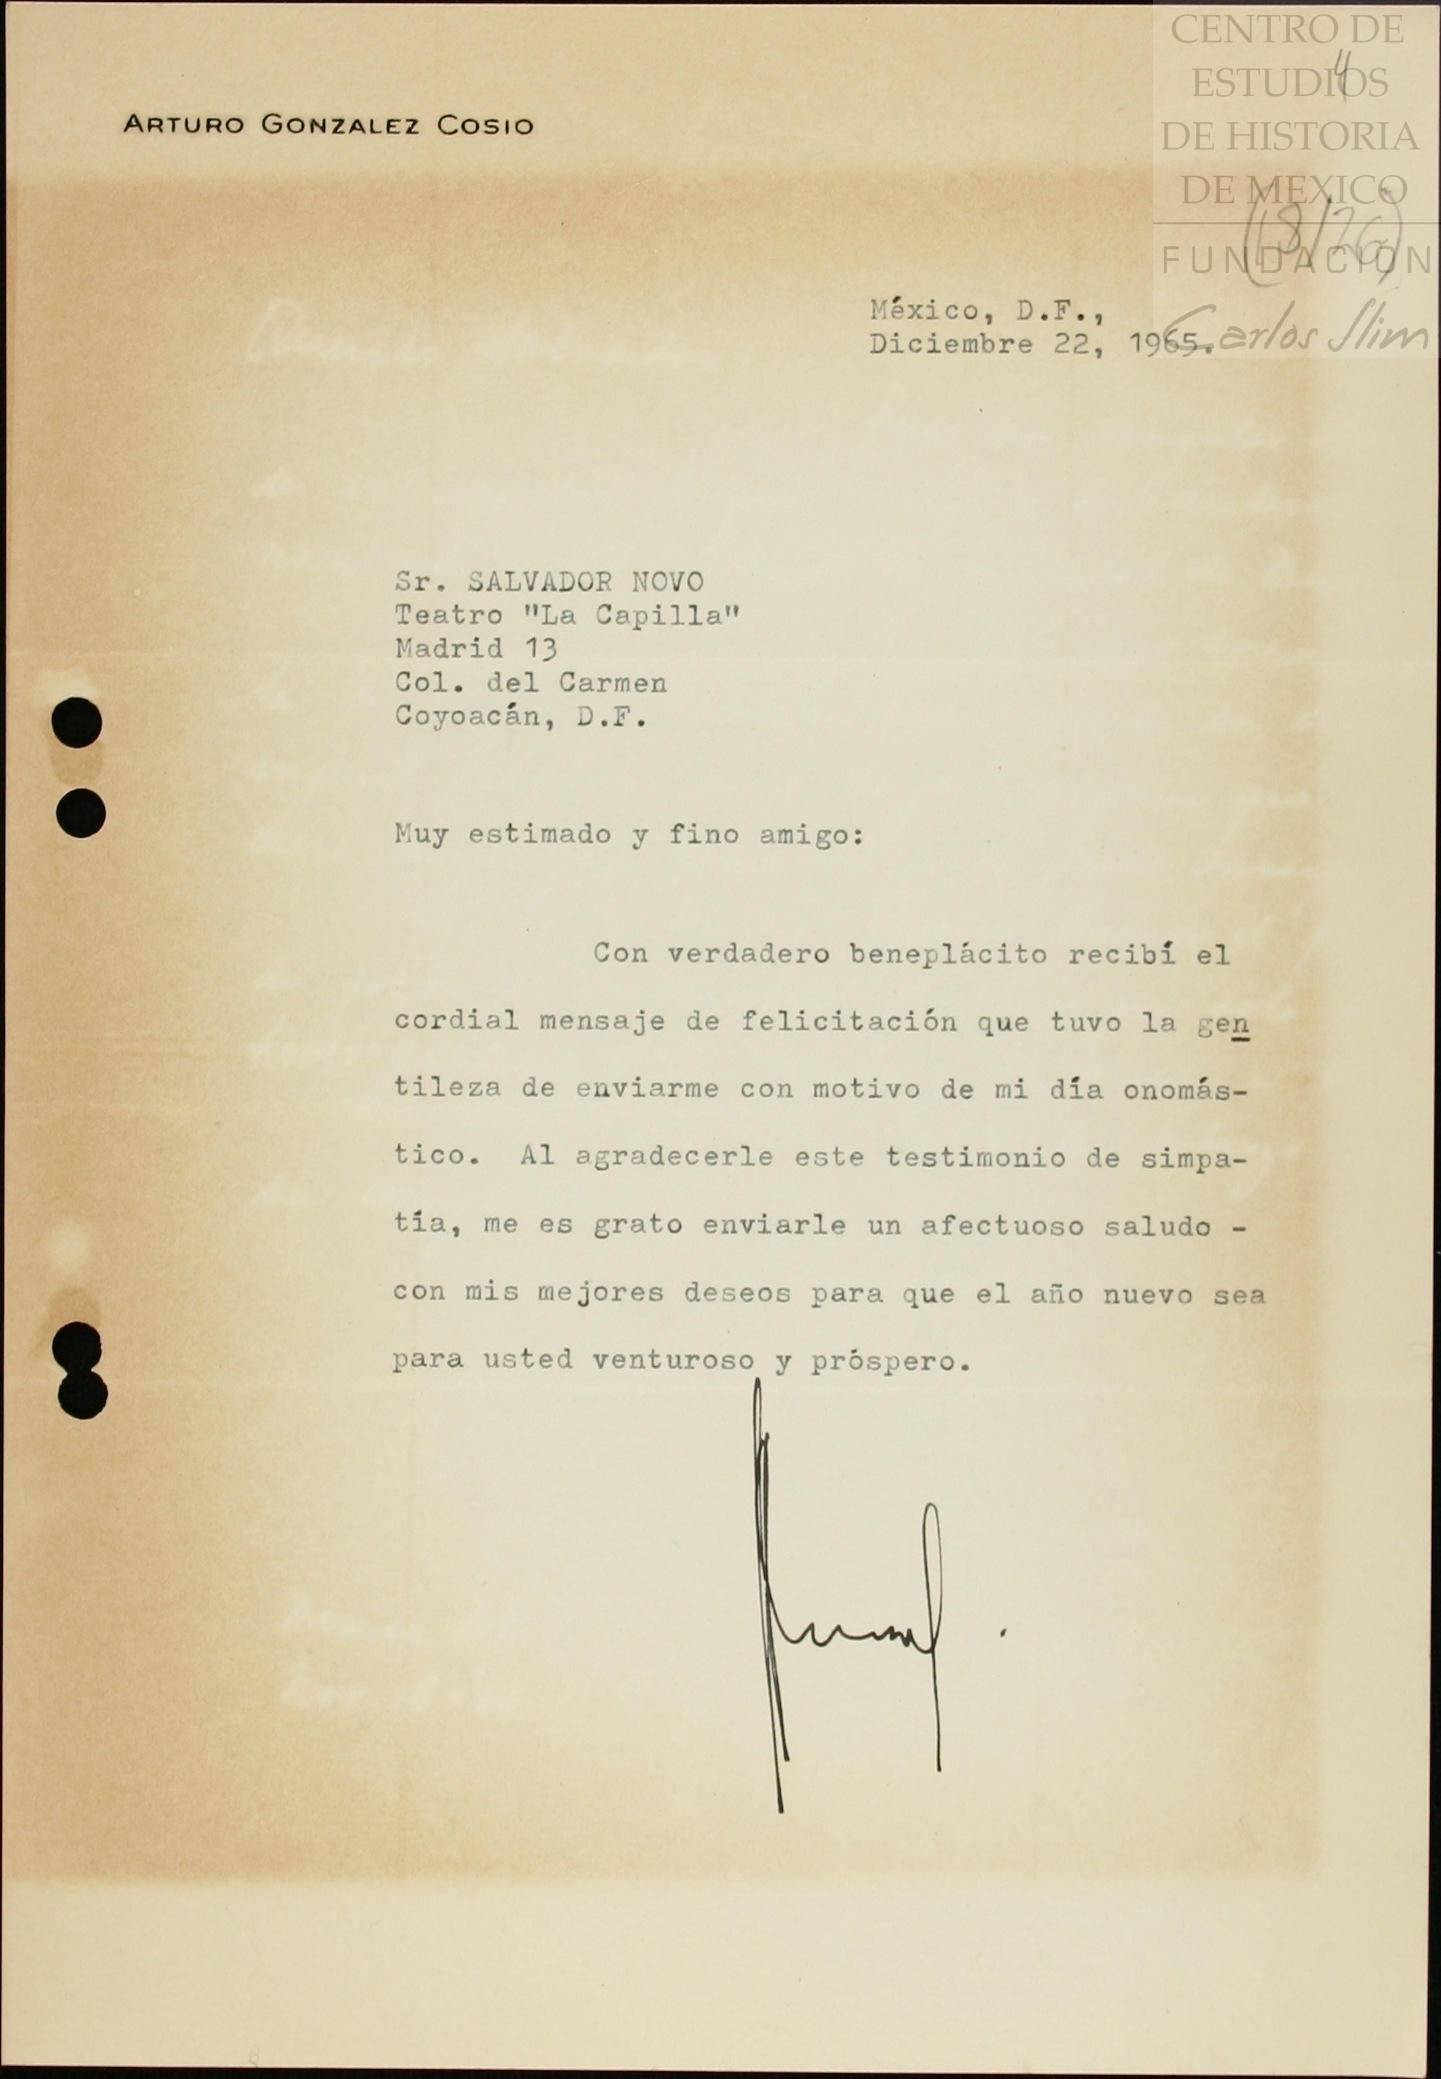 CENTRO DE
ESTUDIOS
DE HISTORIA
DE MEXICO
FUNDACION
Carlos Slim
4
(18/26)
ARTURO GONZALEZ COSIO
México, D.F.,
Diciembre 22, 1965.
Sr. SALVADOR NOVO
Teatro "La Capilla"
Madrid 13
Col. del Carmen
Coyoacán, D.F.
Muy estimado y fino amigo:
Con verdadero beneplácito recibí el
cordial mensaje de felicitación que tuvo la gen
tileza de enviarme con motivo de mi día onomás-
tico. Al agradecerle este testimonio de simpa-
tía, me es grato enviarle un afectuoso saludo -
con mis mejores deseos para que el año nuevo sea
para usted venturoso y próspero.